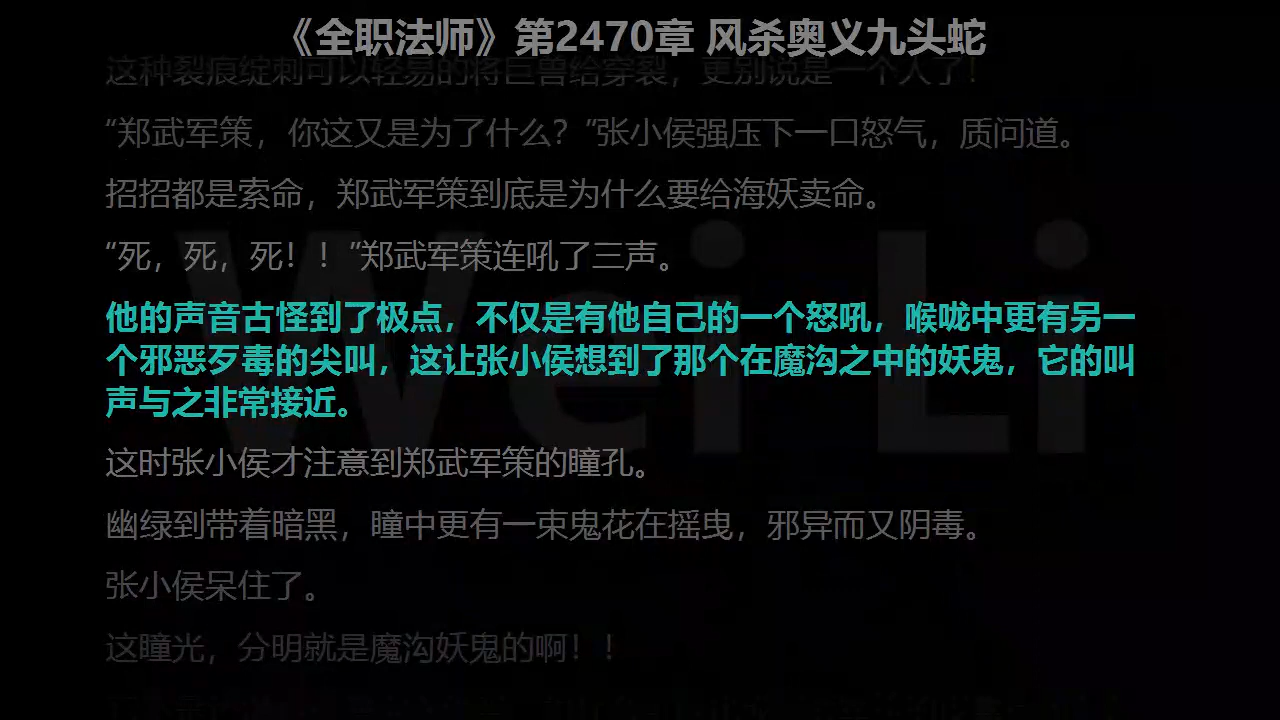 《全职法师》第2470章 风杀奥义九头蛇
这种裂痕绽刺可以轻易的将巨兽给穿裂，更别说是一个人了！
“郑武军策，你这又是为了什么？”张小侯强压下一口怒气，质问道。
招招都是索命，郑武军策到底是为什么要给海妖卖命。
“死，死，死！！”郑武军策连吼了三声。
他的声音古怪到了极点，不仅是有他自己的一个怒吼，喉咙中更有另一
个邪恶歹毒的尖叫，这让张小侯想到了那个在魔沟之中的妖鬼，它的叫
声与之非常接近。
这时张小侯才注意到郑武军策的瞳孔。
幽绿到带着暗黑，瞳中更有一束鬼花在摇曳，邪异而又阴毒。
张小侯呆住了。
这瞳光，分明就是魔沟妖鬼的啊！！
Wei Li